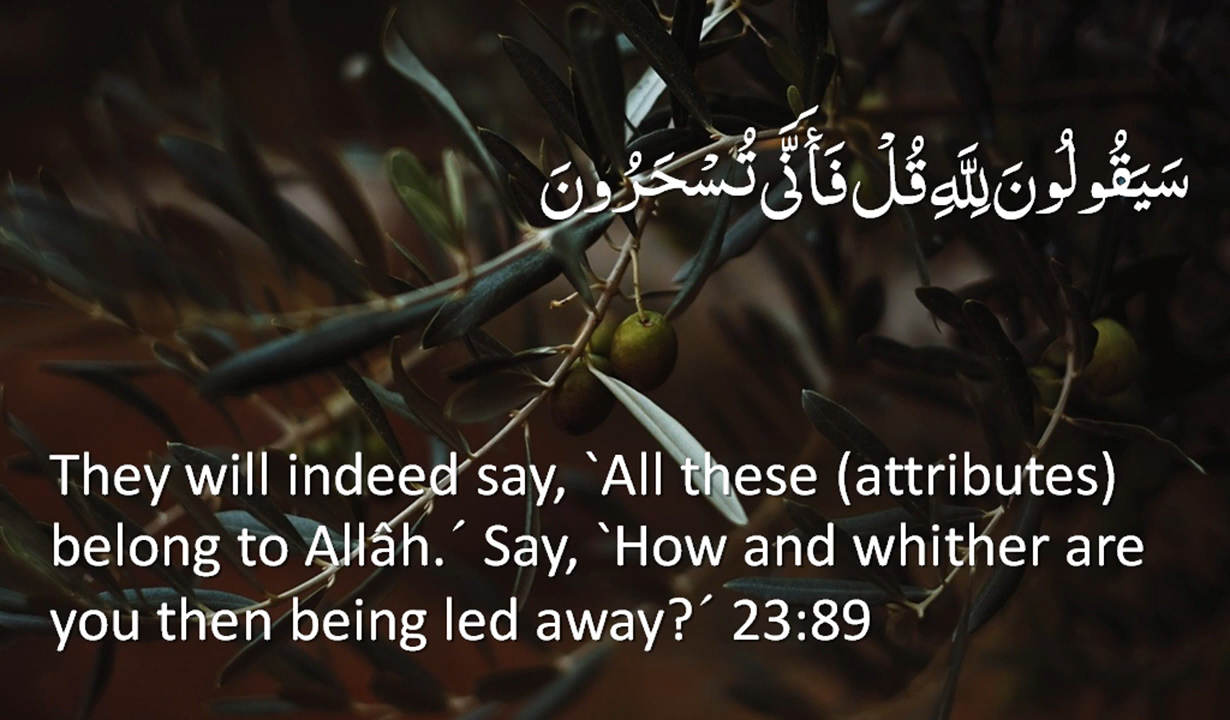 سَيَقُولُونَ لِلَّهِ قُلْ فَأَنَّى تُسْحَرُونَ
They will indeed say, `All these (attributes)
belong to Allâh.´ Say, `How and whither are
you then being led away?´ 23:89